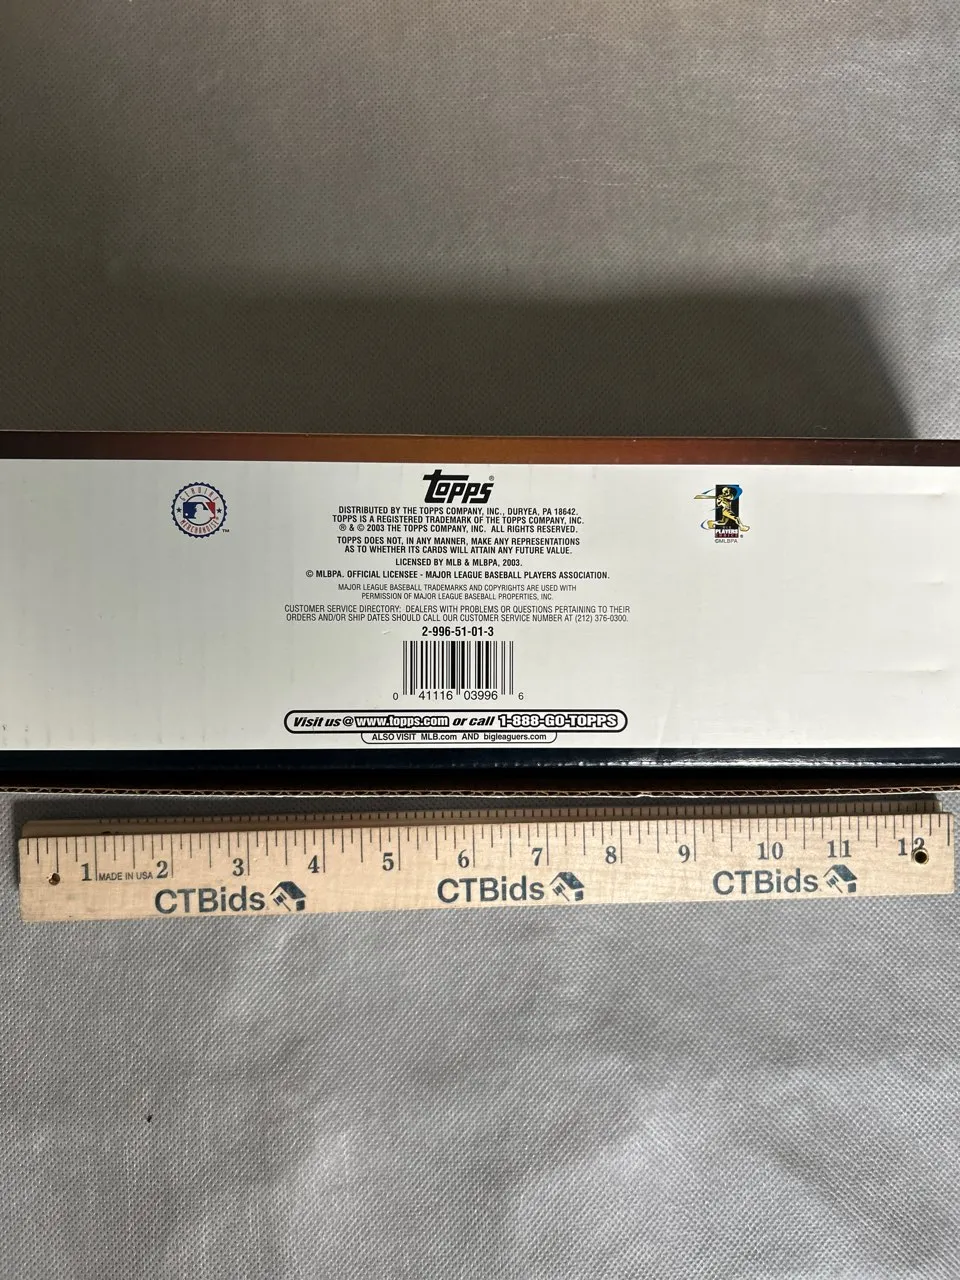 GENUINE
MERCHANDISE
TM
Topps®
DISTRIBUTED BY THE TOPPS COMPANY, INC., DURYEA, PA 18642.
TOPPS IS A REGISTERED TRADEMARK OF THE TOPPS COMPANY, INC.
® & © 2003 THE TOPPS COMPANY, INC. ALL RIGHTS RESERVED.
TOPPS DOES NOT, IN ANY MANNER, MAKE ANY REPRESENTATIONS
AS TO WHETHER ITS CARDS WILL ATTAIN ANY FUTURE VALUE.
LICENSED BY MLB & MLBPA, 2003.
© MLBPA. OFFICIAL LICENSEE - MAJOR LEAGUE BASEBALL PLAYERS ASSOCIATION.
MAJOR LEAGUE BASEBALL TRADEMARKS AND COPYRIGHTS ARE USED WITH
PERMISSION OF MAJOR LEAGUE BASEBALL PROPERTIES, INC.
CUSTOMER SERVICE DIRECTORY: DEALERS WITH PROBLEMS OR QUESTIONS PERTAINING TO THEIR
ORDERS AND/OR SHIP DATES SHOULD CALL OUR CUSTOMER SERVICE NUMBER AT (212) 376-0300.
2-996-51-01-3
0 41116 03996 6
Visit us @ www.topps.com or call 1-888-GO-TOPPS
ALSO VISIT MLB.com AND bigleaguers.com
PLAYERS
CHOICE®
©MLBPA
1 2 3 4 5 6 7 8 9 10 11 12
MADE IN USA
CTBids CTBids CTBids